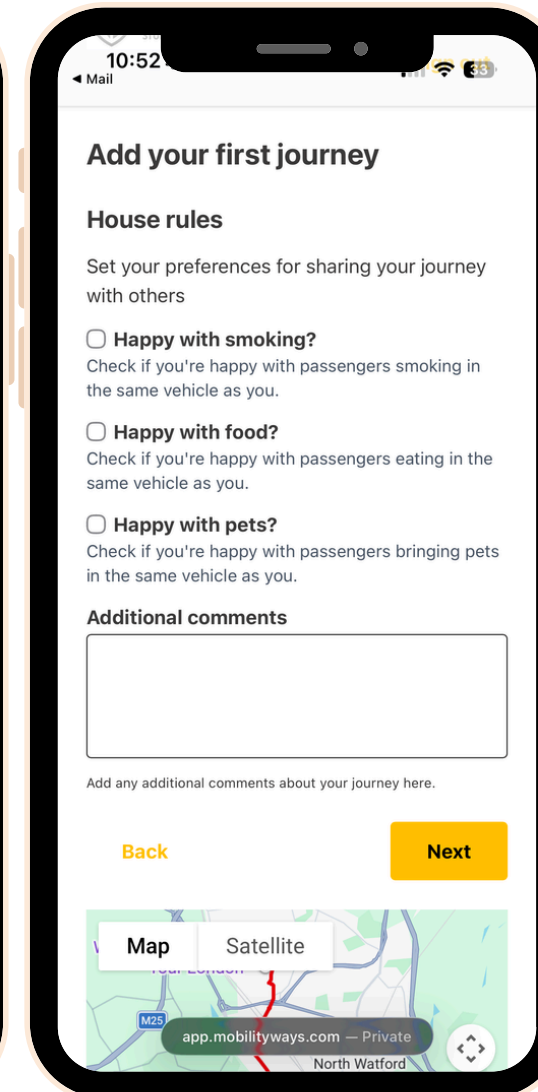 10:52
◀ Mail
33
Add your first journey
House rules
Set your preferences for sharing your journey
with others
Happy with smoking?
Check if you're happy with passengers smoking in
the same vehicle as you.
Happy with food?
Check if you're happy with passengers eating in the
same vehicle as you.
Happy with pets?
Check if you're happy with passengers bringing pets
in the same vehicle as you.
Additional comments
Add any additional comments about your journey here.
Back
Next
Map
Satellite
M25
app.mobilityways.com — Private
North Watford